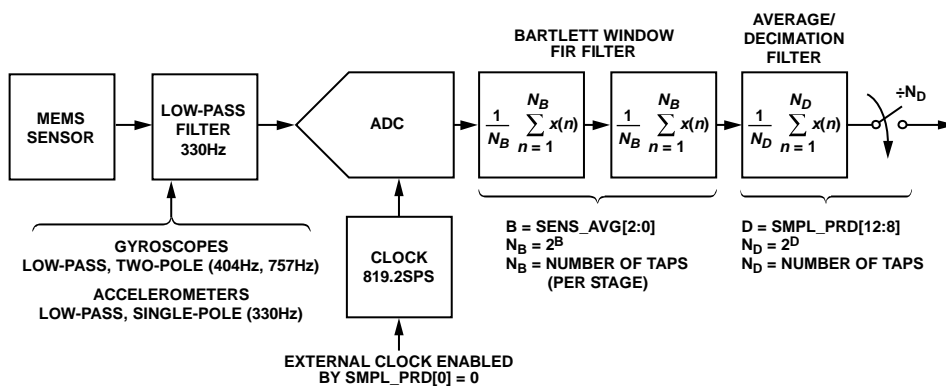 BARTLETT WINDOW
FIR FILTER
AVERAGE/
DECIMATION
FILTER
MEMS
SENSOR
LOW-PASS
FILTER
330Hz
ADC
1/N_B N_B ∑ x(n) n = 1
1/N_B N_B ∑ x(n) n = 1
1/N_D N_D ∑ x(n) n = 1
÷N_D
CLOCK
819.2SPS
GYROSCOPES
LOW-PASS, TWO-POLE (404Hz, 757Hz)
ACCELEROMETERS
LOW-PASS, SINGLE-POLE (330Hz)
B = SENS_AVG[2:0]
N_B = 2^B
N_B = NUMBER OF TAPS
(PER STAGE)
D = SMPL_PRD[12:8]
N_D = 2^D
N_D = NUMBER OF TAPS
EXTERNAL CLOCK ENABLED
BY SMPL_PRD[0] = 0